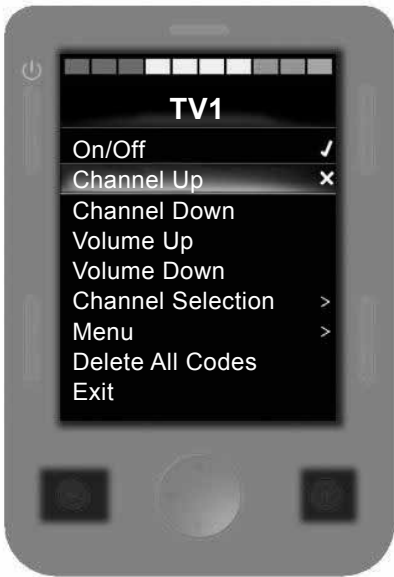 TV1
On/Off ✓
Channel Up ×
Channel Down
Volume Up
Volume Down
Channel Selection >
Menu >
Delete All Codes
Exit